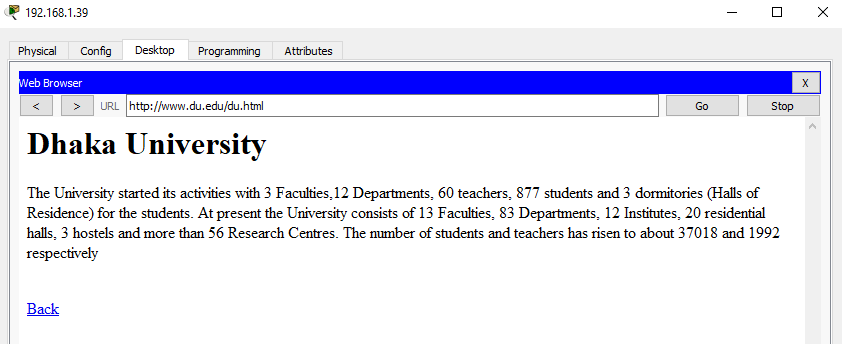 192.168.1.39
Physical Config Desktop Programming Attributes
Web Browser X
< > URL http://www.du.edu/du.html Go Stop
Dhaka University
The University started its activities with 3 Faculties,12 Departments, 60 teachers, 877 students and 3 dormitories (Halls of
Residence) for the students. At present the University consists of 13 Faculties, 83 Departments, 12 Institutes, 20 residential
halls, 3 hostels and more than 56 Research Centres. The number of students and teachers has risen to about 37018 and 1992
respectively
Back